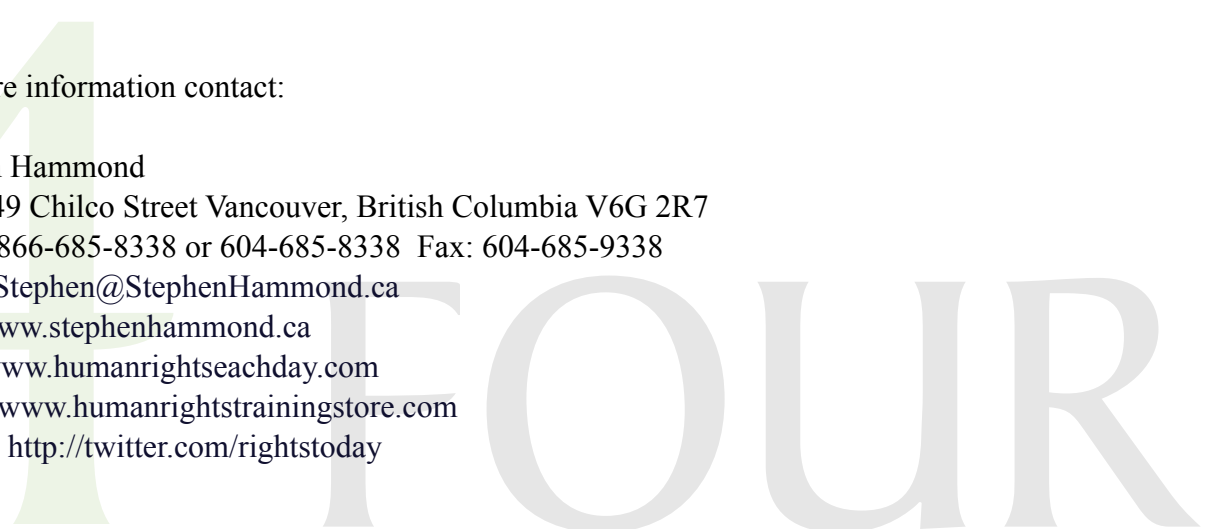 re information contact:
Hammond
49 Chilco Street Vancouver, British Columbia V6G 2R7
866-685-8338 or 604-685-8338 Fax: 604-685-9338
Stephen@StephenHammond.ca
ww.stephenhammond.ca
www.humanrightseachday.com
www.humanrightstrainingstore.com
http://twitter.com/rightstoday
4 FOUR